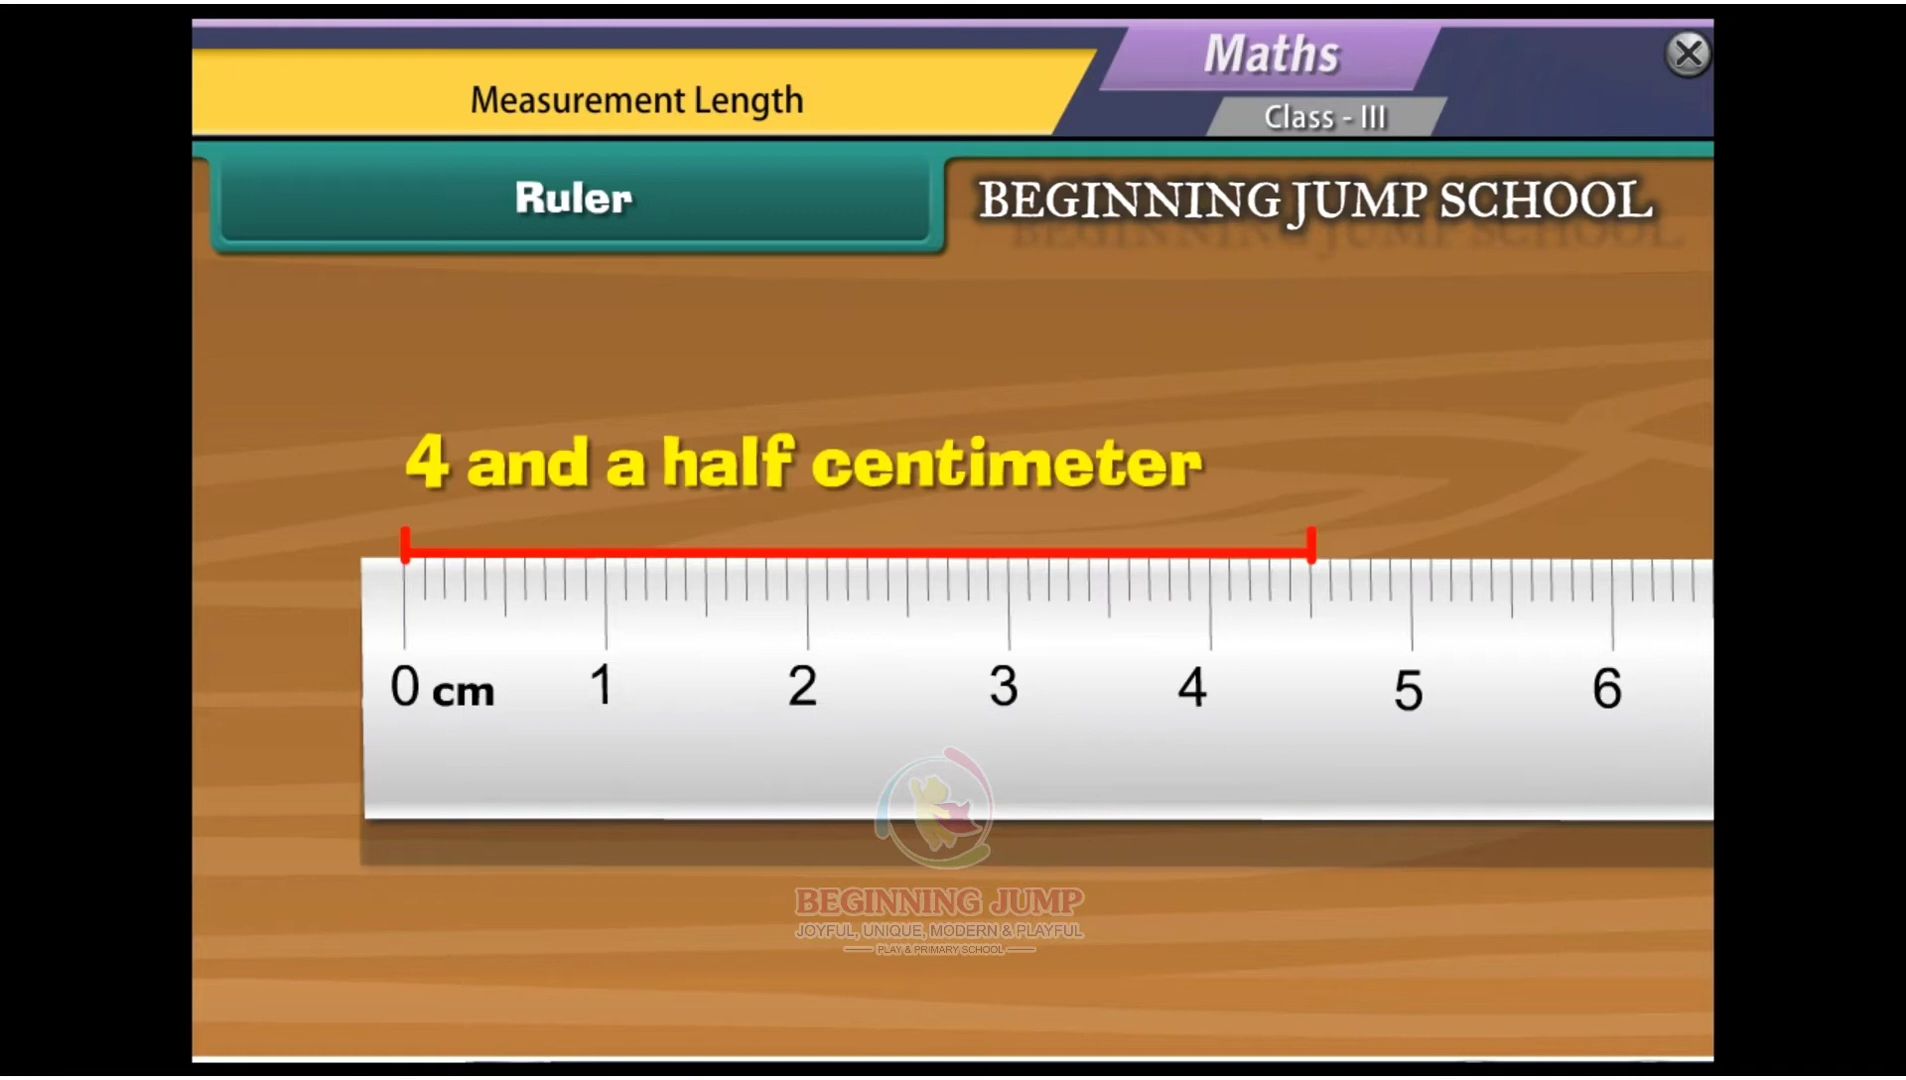 Maths
Measurement Length
Class - III
Ruler
BEGINNING JUMP SCHOOL
4 and a half centimeter
0 cm 1 2 3 4 5 6
BEGINNING JUMP
JOYFUL, UNIQUE, MODERN & PLAYFUL
PLAY & PRIMARY SCHOOL